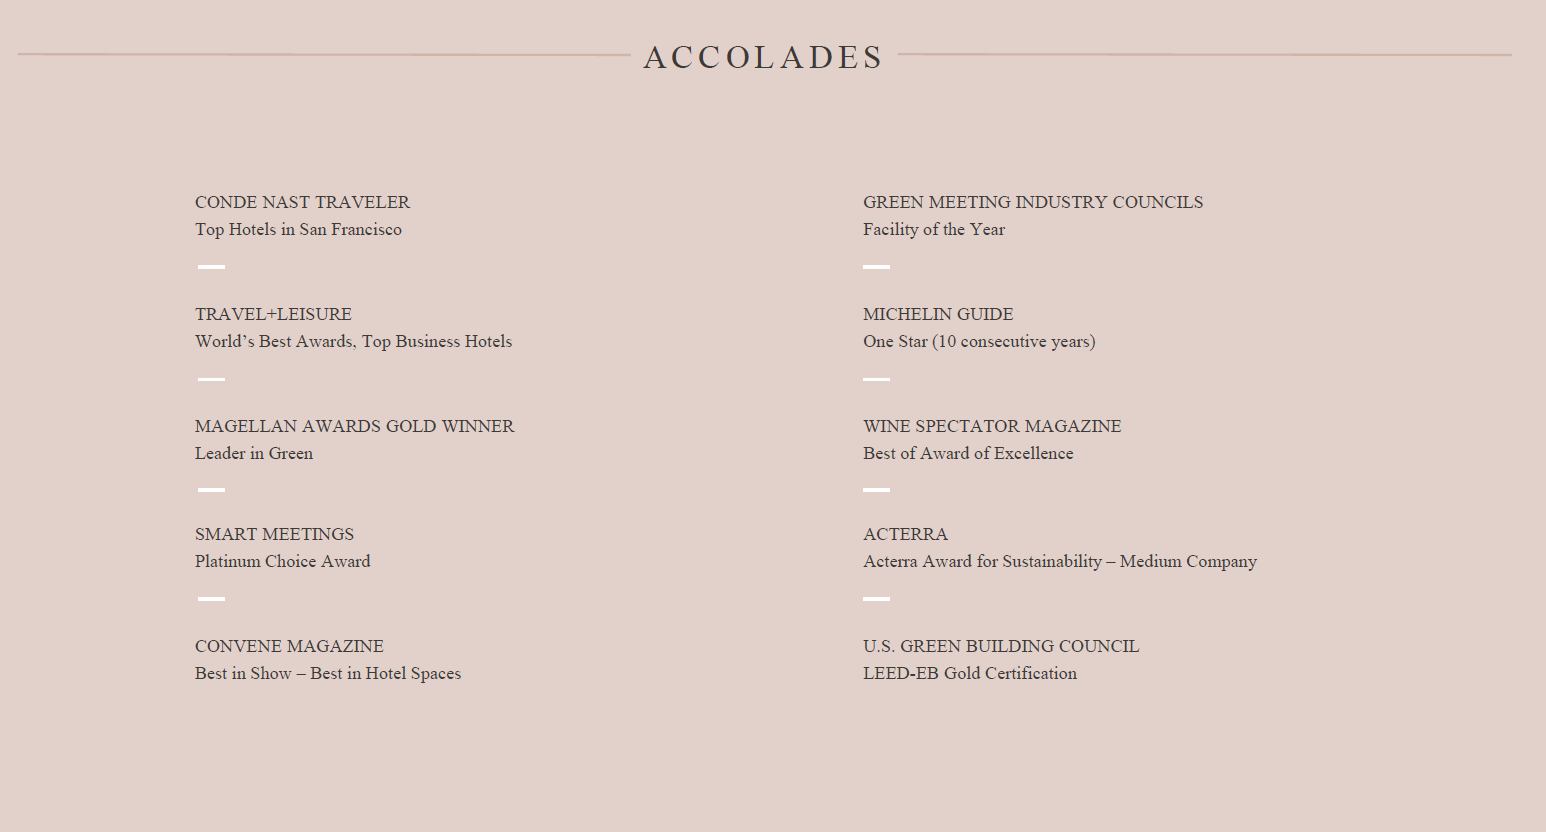 ACCOLADES
CONDE NAST TRAVELER
Top Hotels in San Francisco
TRAVEL+LEISURE
World’s Best Awards, Top Business Hotels
MAGELLAN AWARDS GOLD WINNER
Leader in Green
SMART MEETINGS
Platinum Choice Award
CONVENE MAGAZINE
Best in Show – Best in Hotel Spaces
GREEN MEETING INDUSTRY COUNCILS
Facility of the Year
MICHELIN GUIDE
One Star (10 consecutive years)
WINE SPECTATOR MAGAZINE
Best of Award of Excellence
ACTERRA
Acterra Award for Sustainability – Medium Company
U.S. GREEN BUILDING COUNCIL
LEED-EB Gold Certification